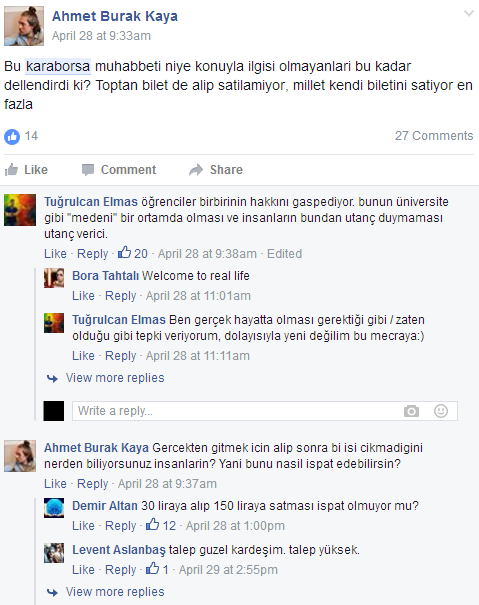 Ahmet Burak Kaya
April 28 at 9:33am
Bu karaborsa muhabbeti niye konuyla ilgisi olmayanlari bu kadar
dellendirdi ki? Toptan bilet de alip satilamiyor, millet kendi biletini satiyor en
fazla
14
27 Comments
Like Comment Share
Tuğrulcan Elmas öğrenciler birbirinin hakkını gaspediyor. bunun üniversite
gibi "medeni" bir ortamda olması ve insanların bundan utanç duymaması
utanç verici.
Like · Reply · 20 · April 28 at 9:38am · Edited
Bora Tahtalı Welcome to real life
Like · Reply · April 28 at 11:01am
Tuğrulcan Elmas Ben gerçek hayatta olması gerektiği gibi / zaten
olduğu gibi tepki veriyorum, dolayısıyla yeni değilim bu mecraya:)
Like · Reply · April 28 at 11:11am
View more replies
Write a reply...
Ahmet Burak Kaya Gercekten gitmek icin alip sonra bi isi cikmadigini
nerden biliyorsunuz insanlarin? Yani bunu nasil ispat edebilirsin?
Like · Reply · April 28 at 9:37am
Demir Altan 30 liraya alıp 150 liraya satması ispat olmuyor mu?
Like · Reply · 12 · April 28 at 1:00pm
Levent Aslanbaş talep guzel kardeşim. talep yüksek.
Like · Reply · 1 · April 29 at 2:55pm
View more replies